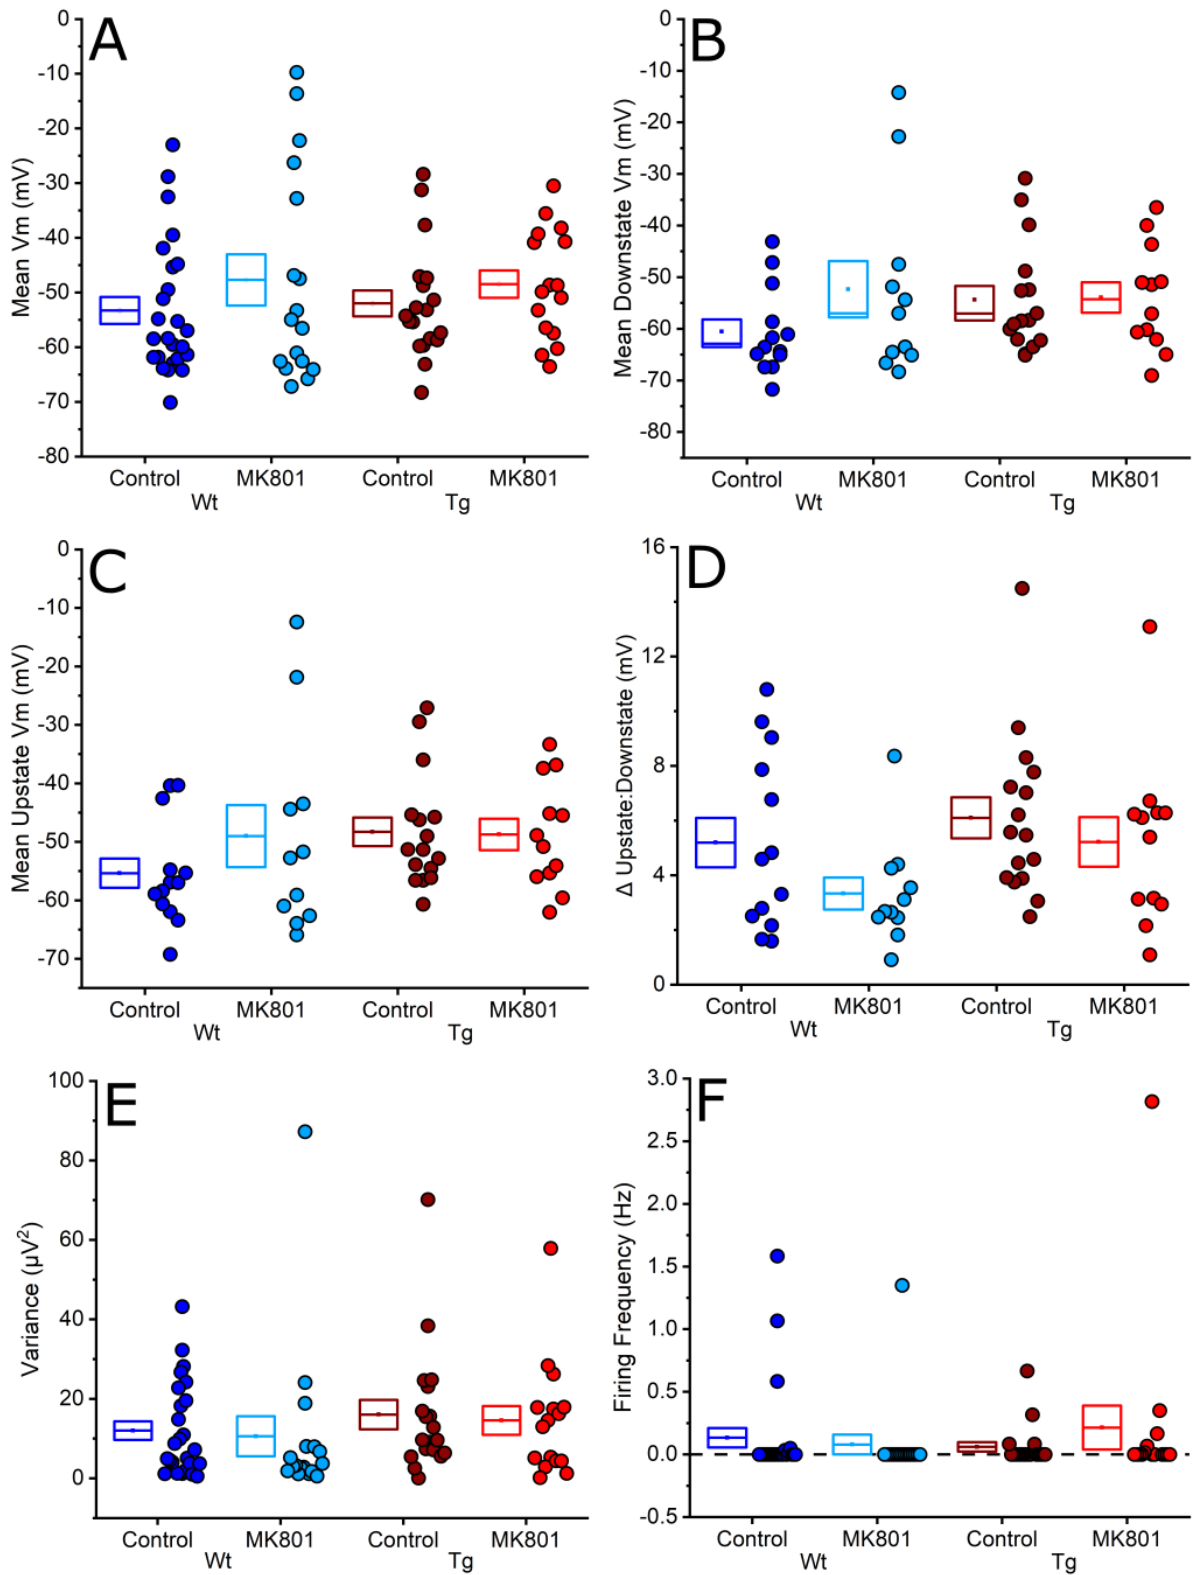 A
Mean Vm (mV)
0
-10
-20
-30
-40
-50
-60
-70
-80
Control MK801 Control MK801
Wt Tg
B
Mean Downstate Vm (mV)
0
-10
-20
-30
-40
-50
-60
-70
-80
Control MK801 Control MK801
Wt Tg
C
Mean Upstate Vm (mV)
0
-10
-20
-30
-40
-50
-60
-70
Control MK801 Control MK801
Wt Tg
D
Δ Upstate:Downstate (mV)
16
12
8
4
0
Control MK801 Control MK801
Wt Tg
E
Variance (µV²)
100
80
60
40
20
0
Control MK801 Control MK801
Wt Tg
F
Firing Frequency (Hz)
3.0
2.5
2.0
1.5
1.0
0.5
0.0
-0.5
Control MK801 Control MK801
Wt Tg